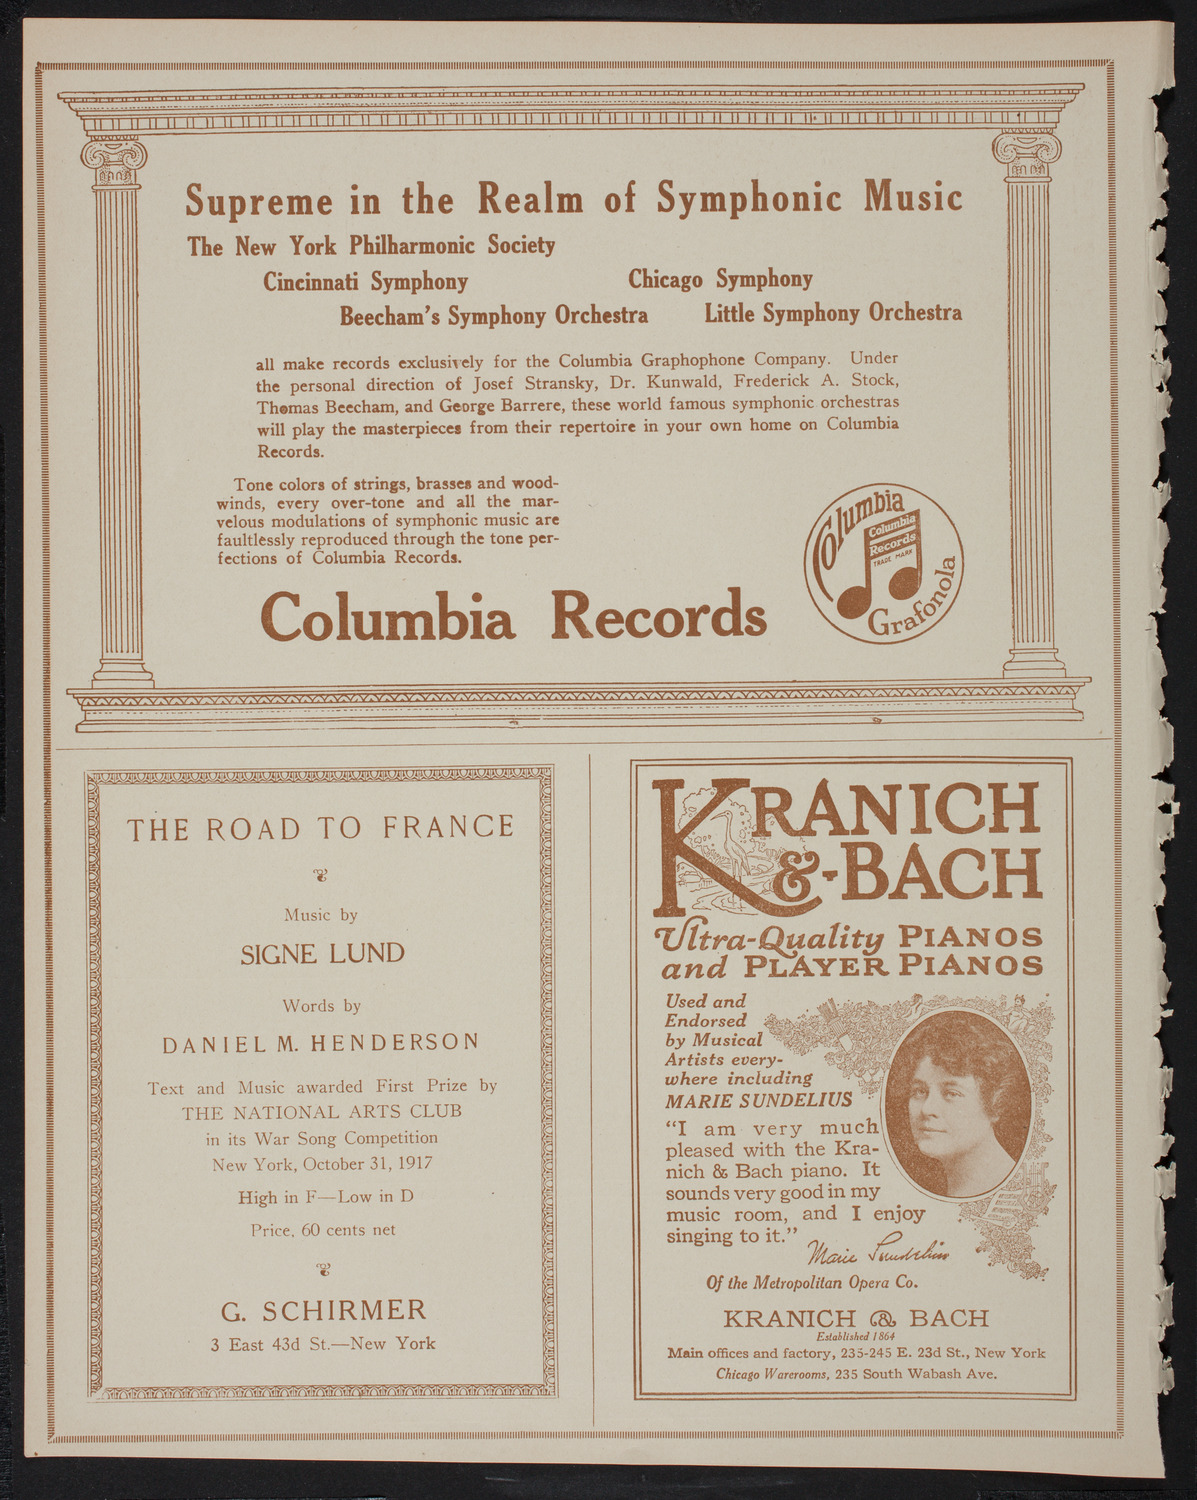 Supreme in the Realm of Symphonic Music
The New York Philharmonic Society
Cincinnati Symphony Chicago Symphony
Beecham's Symphony Orchestra Little Symphony Orchestra
all make records exclusively for the Columbia Graphophone Company. Under
the personal direction of Josef Stransky, Dr. Kunwald, Frederick A. Stock,
Thomas Beecham, and George Barrere, these world famous symphonic orchestras
will play the masterpieces from their repertoire in your own home on Columbia
Records.
Tone colors of strings, brasses and wood-
winds, every over-tone and all the mar-
velous modulations of symphonic music are
faultlessly reproduced through the tone per-
fections of Columbia Records.
Columbia Records
Columbia
Columbia
Records
TRADE MARK
Grafonola
THE ROAD TO FRANCE
Music by
SIGNE LUND
Words by
DANIEL M. HENDERSON
Text and Music awarded First Prize by
THE NATIONAL ARTS CLUB
in its War Song Competition
New York, October 31, 1917
High in F—Low in D
Price, 60 cents net
G. SCHIRMER
3 East 43d St.—New York
KRANICH
&-BACH
Ultra-Quality PIANOS
and PLAYER PIANOS
Used and
Endorsed
by Musical
Artists every-
where including
MARIE SUNDELIUS
"I am very much
pleased with the Kra-
nich & Bach piano. It
sounds very good in my
music room, and I enjoy
singing to it."
Marie Sundelius
Of the Metropolitan Opera Co.
KRANICH & BACH
Established 1864
Main offices and factory, 235-245 E. 23d St., New York
Chicago Warerooms, 235 South Wabash Ave.